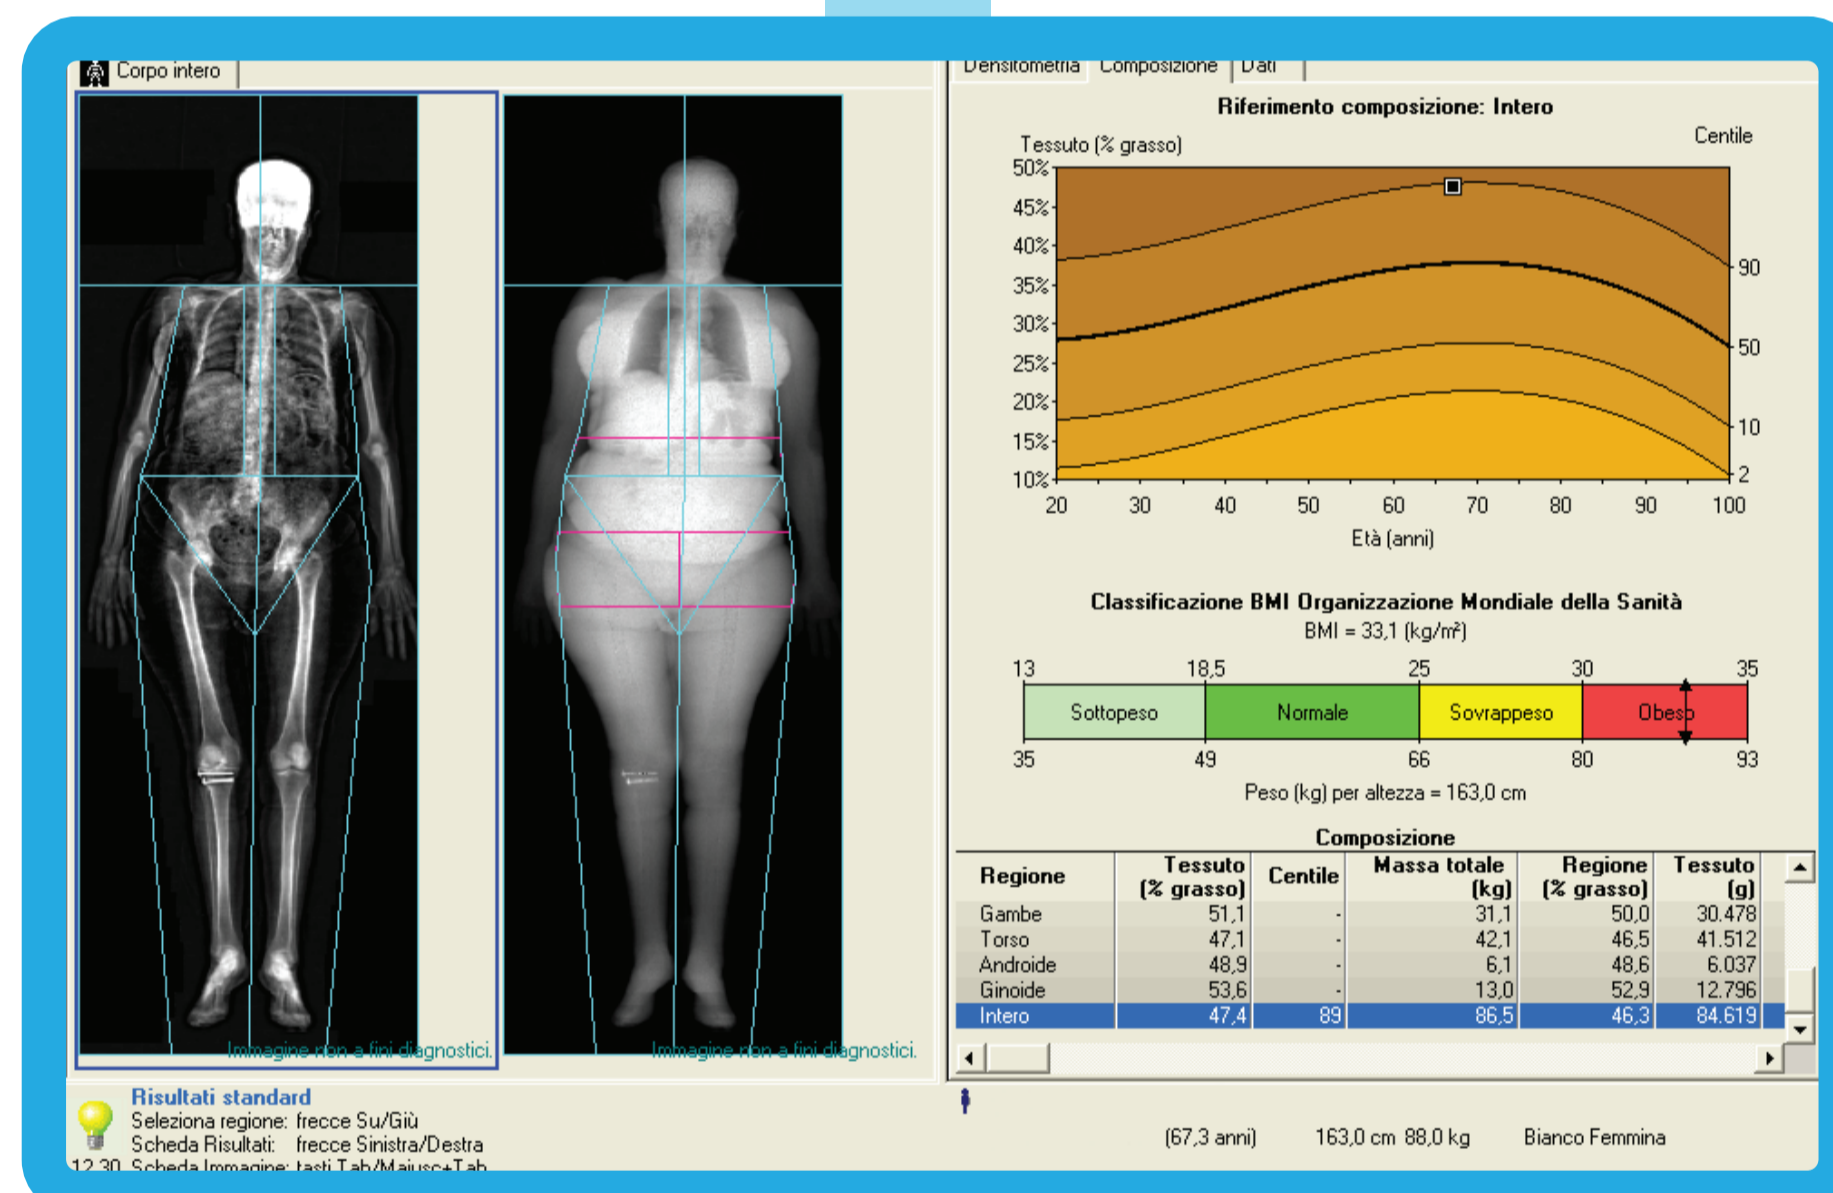 Corpo intero
Immagine non a fini diagnostici.
Immagine non a fini diagnostici.
Densitometria Composizione Dati
Riferimento composizione: Intero
Tessuto (% grasso)
Centile
50%
45%
40%
35%
30%
25%
20%
15%
10%
90
50
10
2
20 30 40 50 60 70 80 90 100
Età (anni)
Classificazione BMI Organizzazione Mondiale della Sanità
BMI = 33,1 (kg/m²)
13 18,5 25 30 35
Sottopeso Normale Sovrappeso Obeso
35 49 66 80 93
Peso (kg) per altezza = 163,0 cm
Composizione
Regione Tessuto (% grasso) Centile Massa totale (kg) Regione (% grasso) Tessuto (g)
Gambe 51,1 - 31,1 50,0 30.478
Torso 47,1 - 42,1 46,5 41.512
Androide 48,9 - 6,1 48,6 6.037
Ginoide 53,6 - 13,0 52,9 12.796
Intero 47,4 89 86,5 46,3 84.619
Risultati standard
Seleziona regione: frecce Su/Giù
Scheda Risultati: frecce Sinistra/Destra
12.30 Scheda Immagine: tasti Tab/Maiusc+Tab
(67,3 anni) 163,0 cm 88,0 kg Bianco Femmina